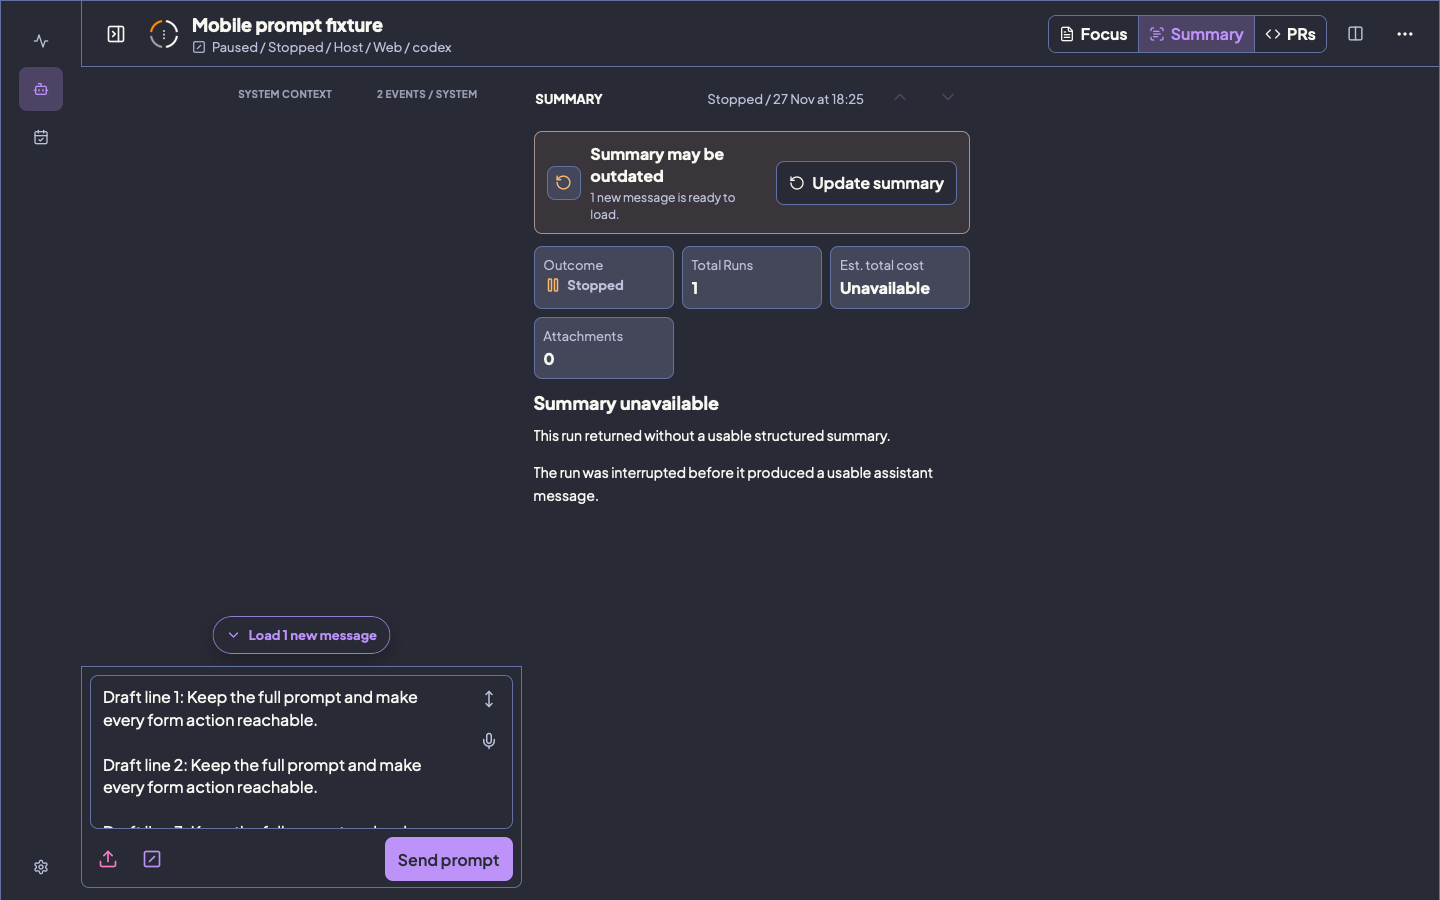 Mobile prompt fixture
Paused / Stopped / Host / Web / codex
Focus
Summary
PRs
SYSTEM CONTEXT
2 EVENTS / SYSTEM
SUMMARY
Stopped / 27 Nov at 18:25
Summary may be
outdated
1 new message is ready to
load.
Update summary
Outcome
Stopped
Total Runs
1
Est. total cost
Unavailable
Attachments
0
Summary unavailable
This run returned without a usable structured summary.
The run was interrupted before it produced a usable assistant
message.
Load 1 new message
Draft line 1: Keep the full prompt and make
every form action reachable.
Draft line 2: Keep the full prompt and make
every form action reachable.
Send prompt